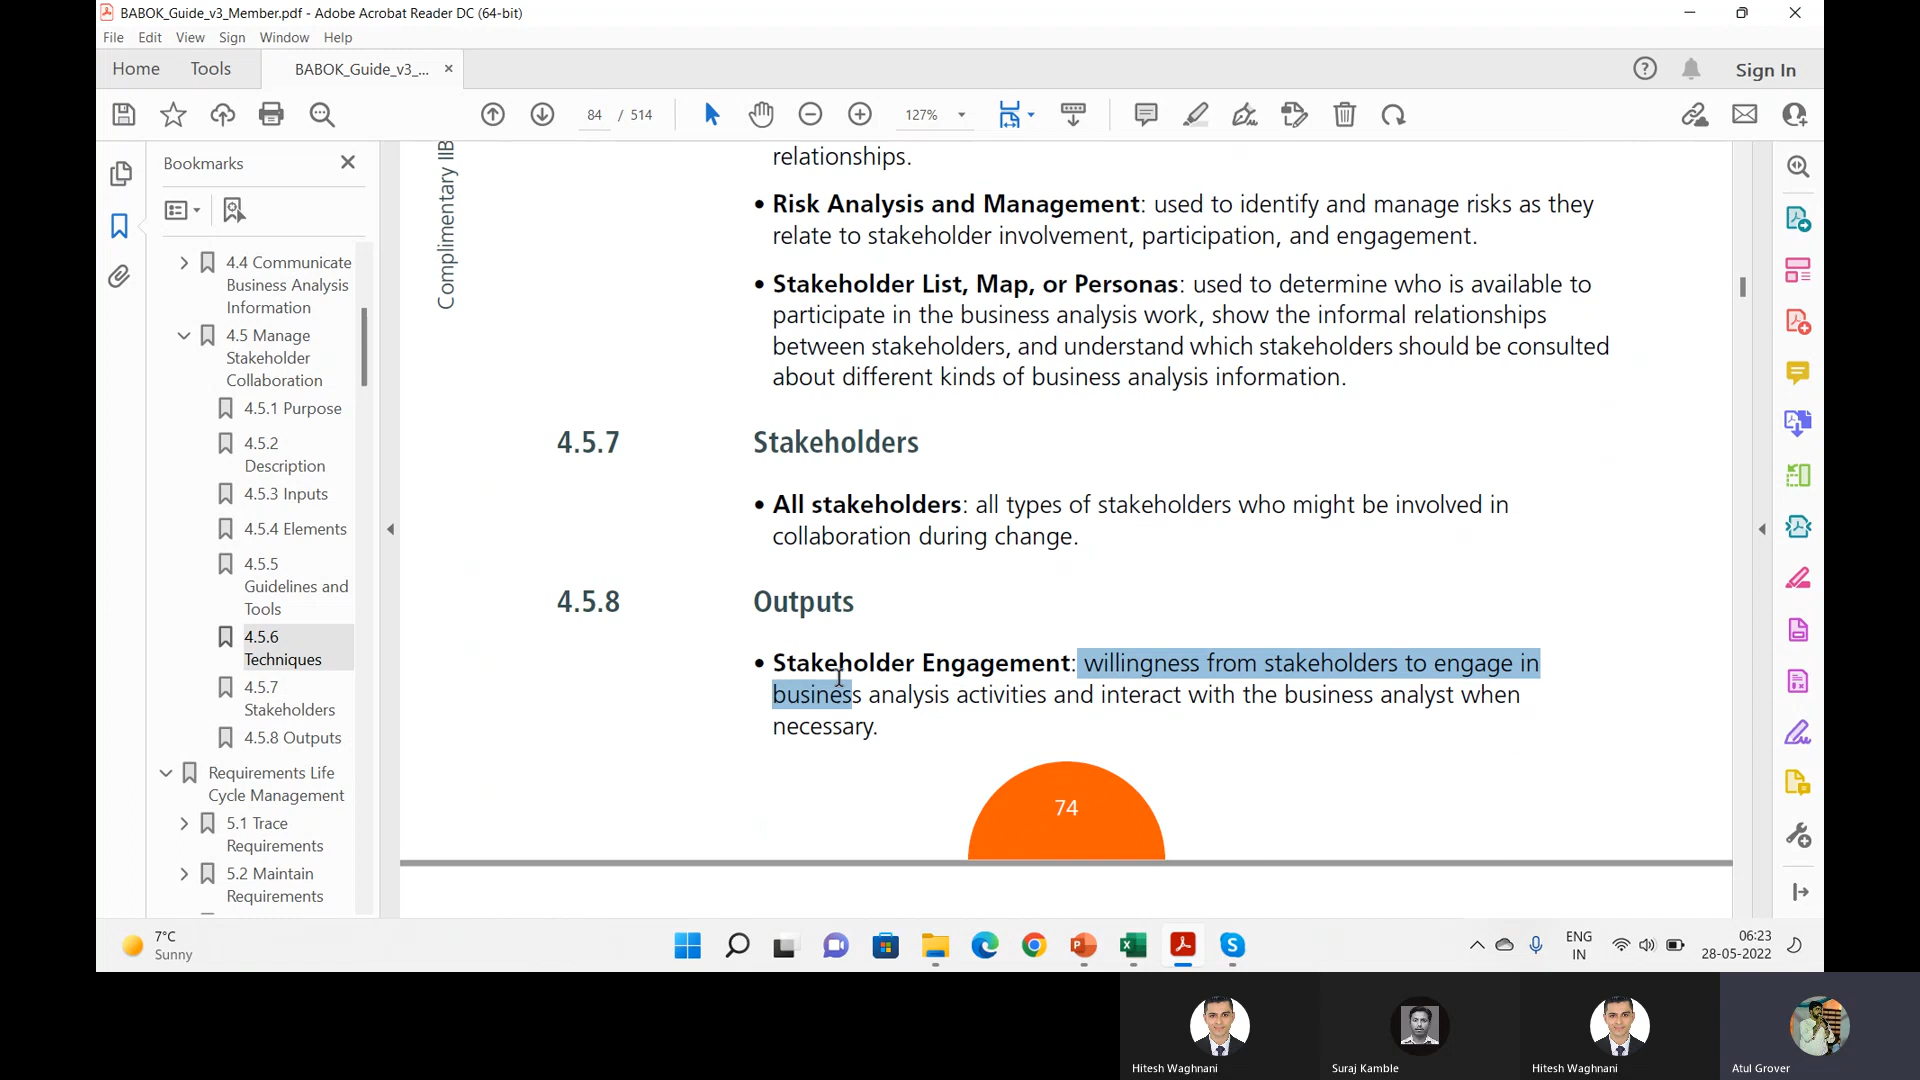 BABOK_Guide_v3_Member.pdf - Adobe Acrobat Reader DC (64-bit)
File Edit View Sign Window Help
Home Tools BABOK_Guide_v3_... Sign In
84 / 514 127%
Bookmarks
4.4 Communicate
Business Analysis
Information
4.5 Manage
Stakeholder
Collaboration
4.5.1 Purpose
4.5.2
Description
4.5.3 Inputs
4.5.4 Elements
4.5.5
Guidelines and
Tools
4.5.6
Techniques
4.5.7
Stakeholders
4.5.8 Outputs
Requirements Life
Cycle Management
5.1 Trace
Requirements
5.2 Maintain
Requirements
Complimentary IIB
relationships.
• Risk Analysis and Management: used to identify and manage risks as they
relate to stakeholder involvement, participation, and engagement.
• Stakeholder List, Map, or Personas: used to determine who is available to
participate in the business analysis work, show the informal relationships
between stakeholders, and understand which stakeholders should be consulted
about different kinds of business analysis information.
4.5.7 Stakeholders
• All stakeholders: all types of stakeholders who might be involved in
collaboration during change.
4.5.8 Outputs
• Stakeholder Engagement: willingness from stakeholders to engage in
business analysis activities and interact with the business analyst when
necessary.
74
7°C
Sunny
ENG
IN
06:23
28-05-2022
Hitesh Waghnani
Suraj Kamble
Hitesh Waghnani
Atul Grover